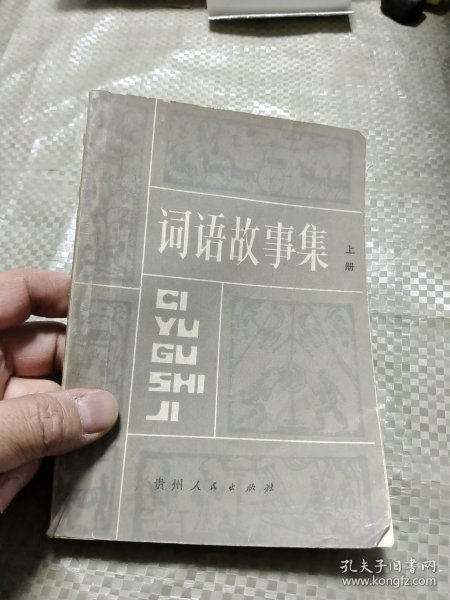 词语故事集
上册
CI
YU
GU
SHI
JI
贵州人民出版社
孔夫子旧书网
www.kongfz.com